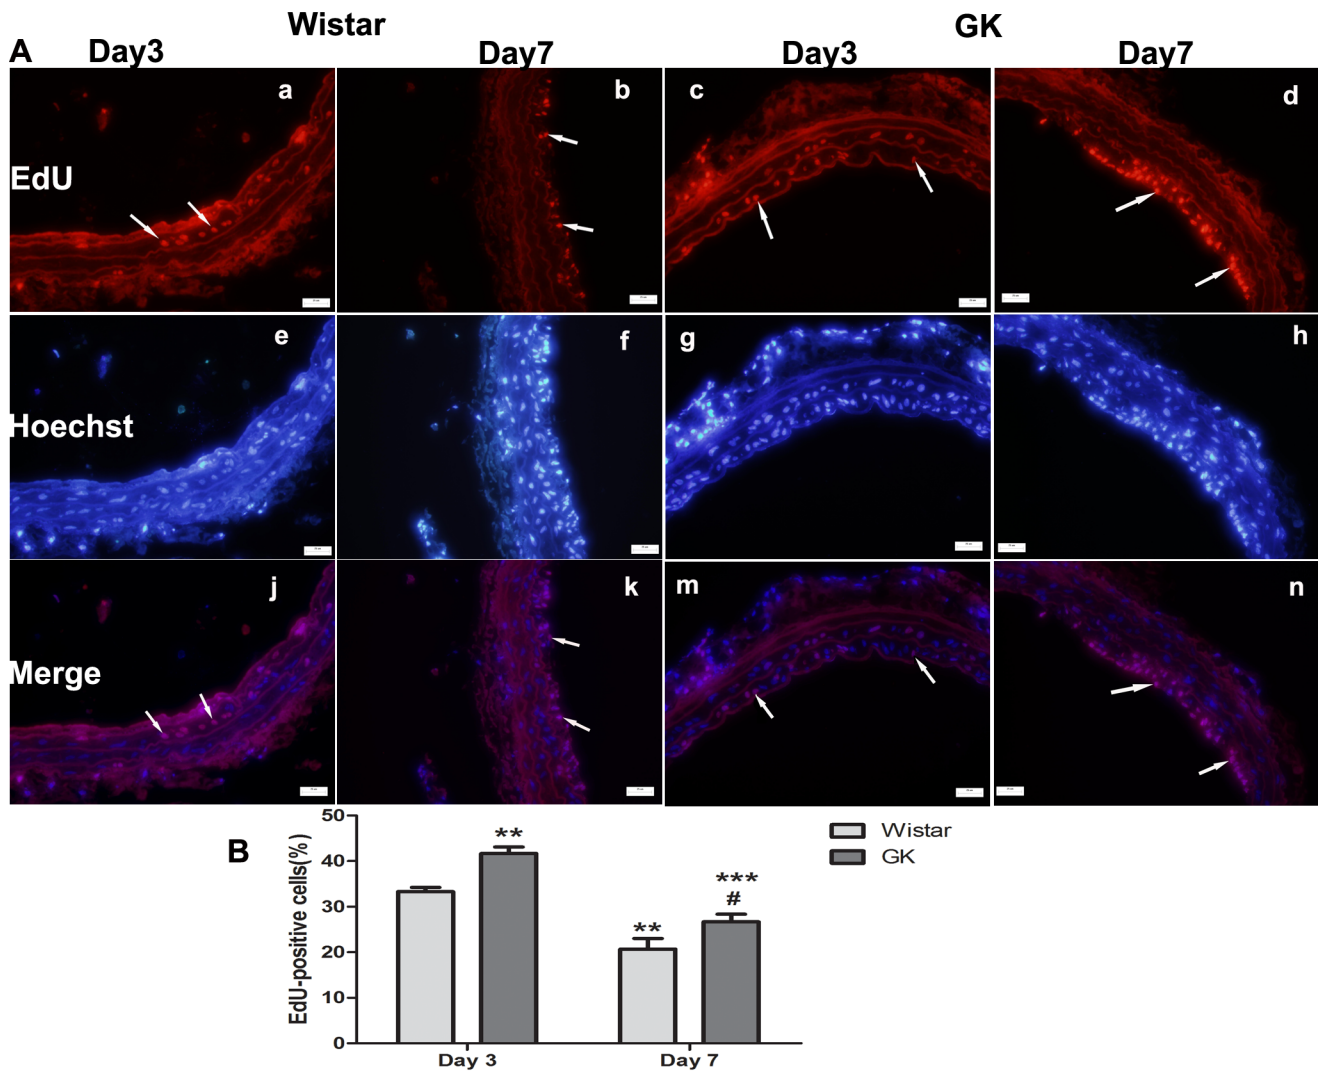 Wistar
GK
A
Day3
Day7
Day3
Day7
a
b
c
d
EdU
e
f
g
h
Hoechst
j
k
m
n
Merge
B
EdU-positive cells(%)
50
40
30
20
10
0
**
**
***
#
Day 3
Day 7
Wistar
GK